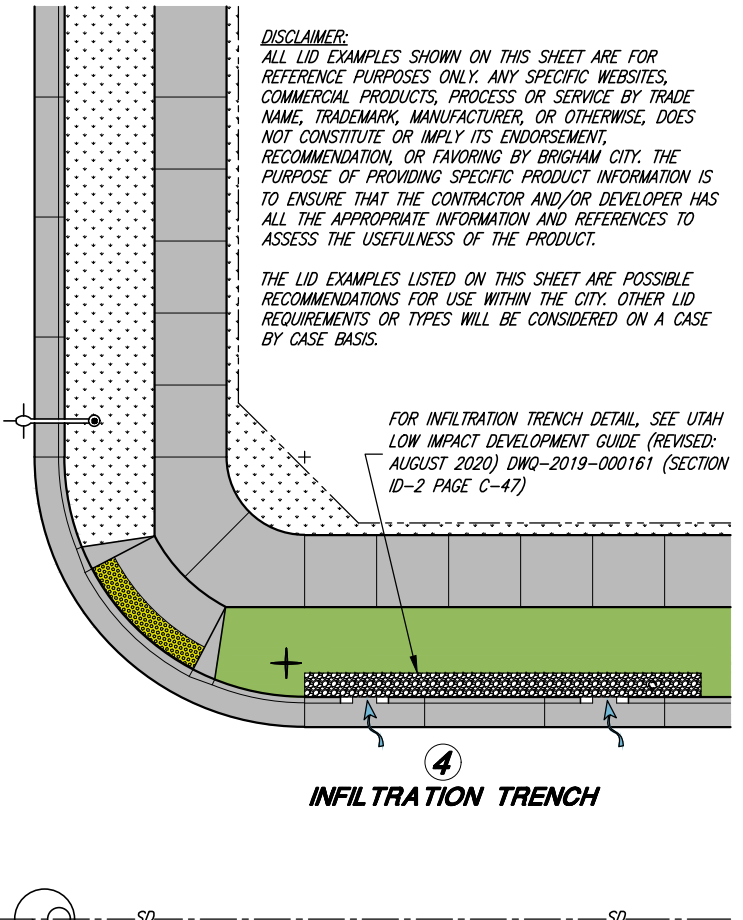 DISCLAIMER:
ALL LID EXAMPLES SHOWN ON THIS SHEET ARE FOR
REFERENCE PURPOSES ONLY. ANY SPECIFIC WEBSITES,
COMMERCIAL PRODUCTS, PROCESS OR SERVICE BY TRADE
NAME, TRADEMARK, MANUFACTURER, OR OTHERWISE, DOES
NOT CONSTITUTE OR IMPLY ITS ENDORSEMENT,
RECOMMENDATION, OR FAVORING BY BRIGHAM CITY. THE
PURPOSE OF PROVIDING SPECIFIC PRODUCT INFORMATION IS
TO ENSURE THAT THE CONTRACTOR AND/OR DEVELOPER HAS
ALL THE APPROPRIATE INFORMATION AND REFERENCES TO
ASSESS THE USEFULNESS OF THE PRODUCT.
THE LID EXAMPLES LISTED ON THIS SHEET ARE POSSIBLE
RECOMMENDATIONS FOR USE WITHIN THE CITY. OTHER LID
REQUIREMENTS OR TYPES WILL BE CONSIDERED ON A CASE
BY CASE BASIS.
FOR INFILTRATION TRENCH DETAIL, SEE UTAH
LOW IMPACT DEVELOPMENT GUIDE (REVISED:
AUGUST 2020) DWQ-2019-000161 (SECTION
ID-2 PAGE C-47)
4
INFILTRATION TRENCH
SD
SD